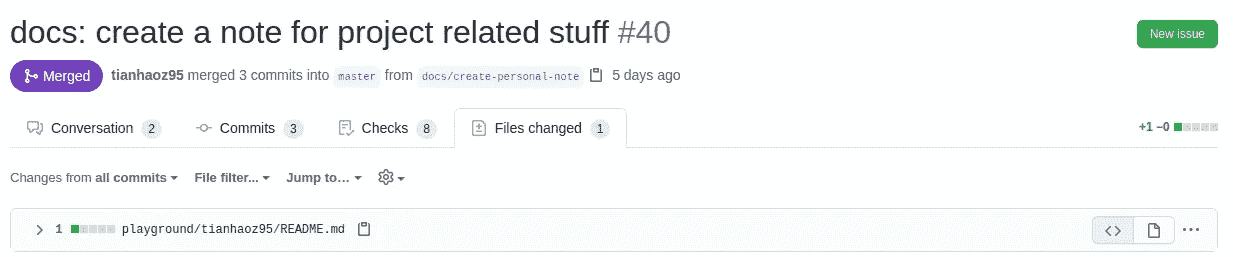 docs: create a note for project related stuff #40
New issue
Merged tianhaoz95 merged 3 commits into master from docs/create-personal-note 5 days ago
Conversation 2 Commits 3 Checks 8 Files changed 1 +1 −0
Changes from all commits File filter... Jump to...
1 playground/tianhaoz95/README.md